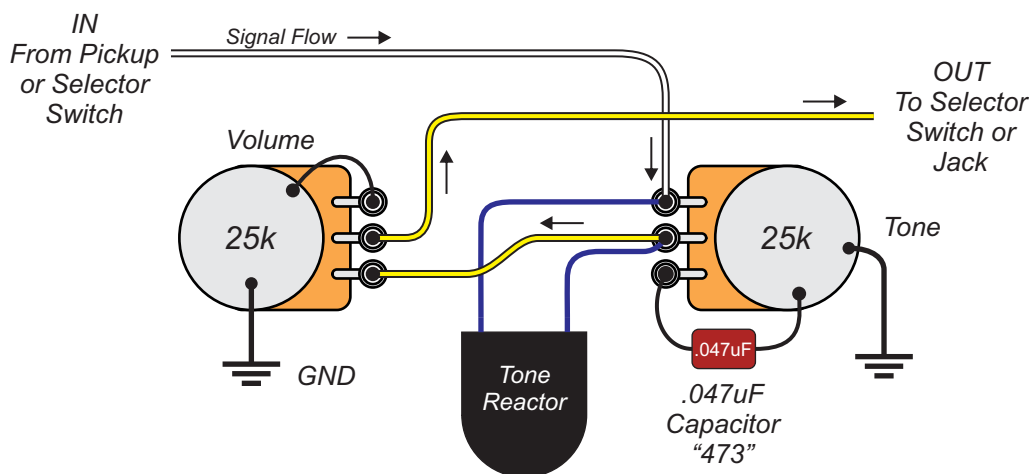 IN
From Pickup
or Selector
Switch
Signal Flow
OUT
To Selector
Switch or
Jack
Volume
25k
GND
Tone
Reactor
25k
Tone
.047uF
.047uF
Capacitor
“473”